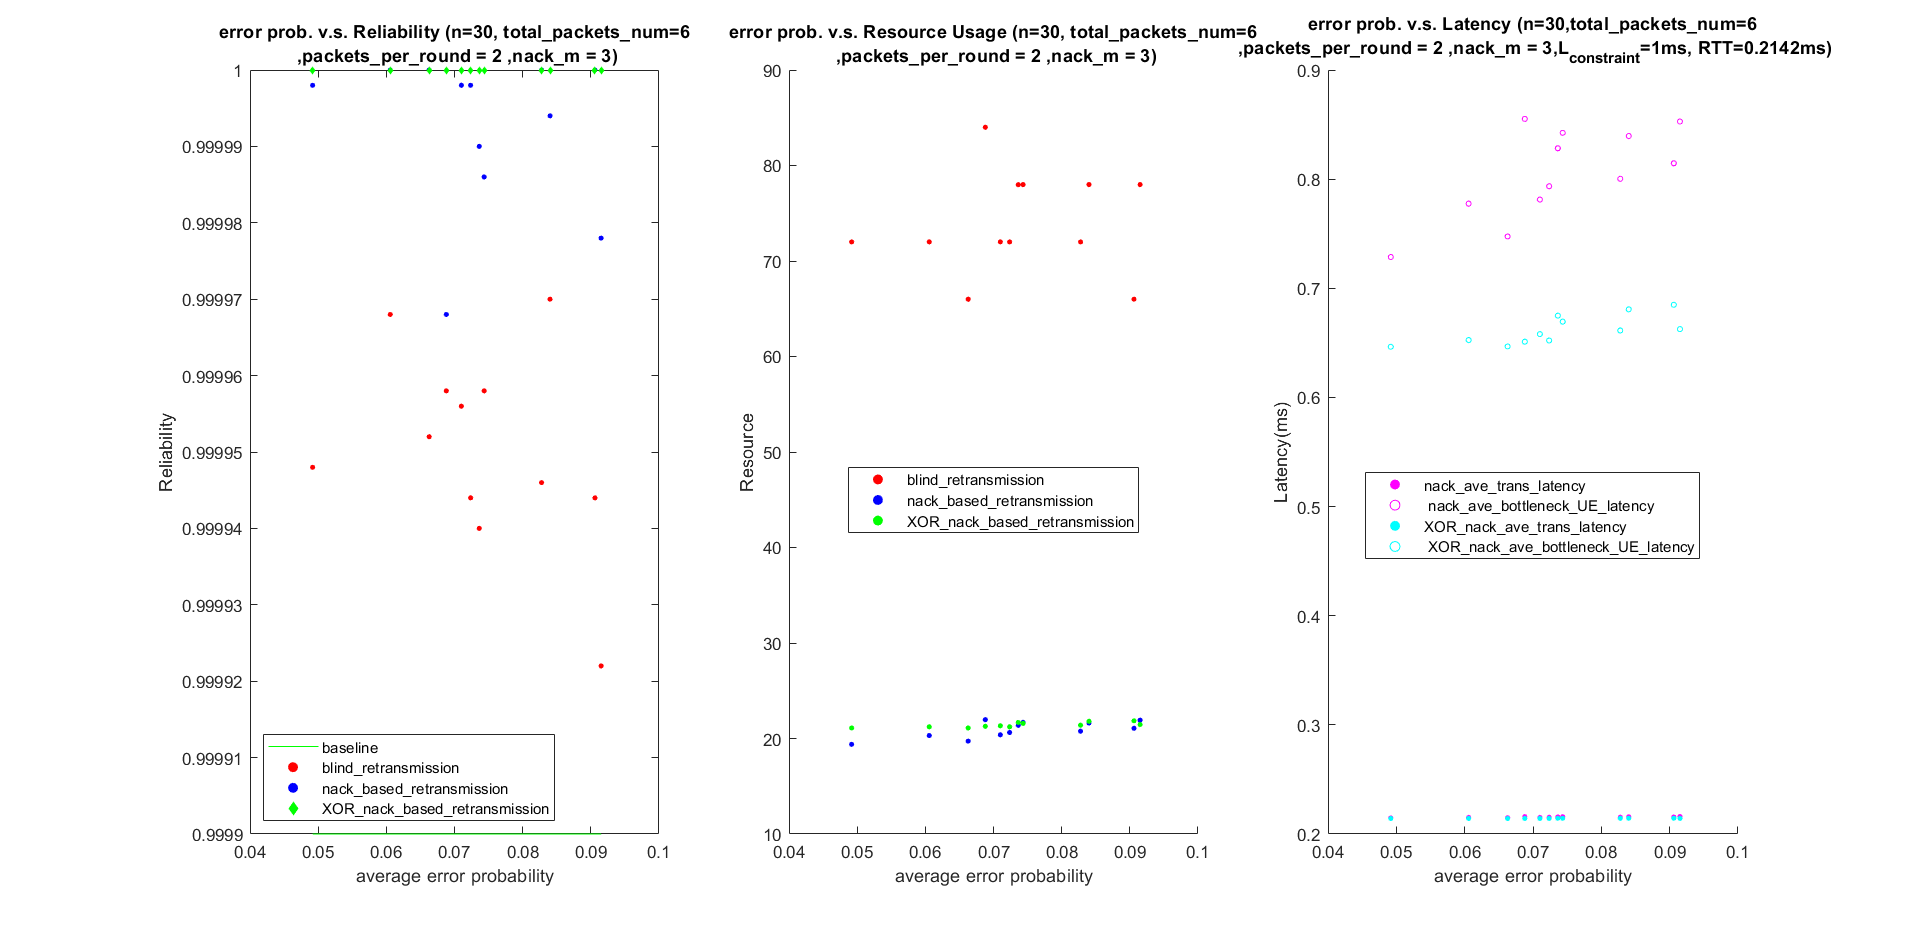 error prob. v.s. Reliability (n=30, total_packets_num=6
,packets_per_round = 2 ,nack_m = 3)
1
0.99999
0.99998
0.99997
0.99996
0.99995
0.99994
0.99993
0.99992
0.99991
0.9999
Reliability
baseline
blind_retransmission
nack_based_retransmission
XOR_nack_based_retransmission
0.04 0.05 0.06 0.07 0.08 0.09 0.1
average error probability
error prob. v.s. Resource Usage (n=30, total_packets_num=6
,packets_per_round = 2 ,nack_m = 3)
90
80
70
60
50
40
30
20
10
Resource
blind_retransmission
nack_based_retransmission
XOR_nack_based_retransmission
0.04 0.05 0.06 0.07 0.08 0.09 0.1
average error probability
error prob. v.s. Latency (n=30,total_packets_num=6
,packets_per_round = 2 ,nack_m = 3,L_constraint=1ms, RTT=0.2142ms)
0.9
0.8
0.7
0.6
0.5
0.4
0.3
0.2
Latency(ms)
nack_ave_trans_latency
nack_ave_bottleneck_UE_latency
XOR_nack_ave_trans_latency
XOR_nack_ave_bottleneck_UE_latency
0.04 0.05 0.06 0.07 0.08 0.09 0.1
average error probability